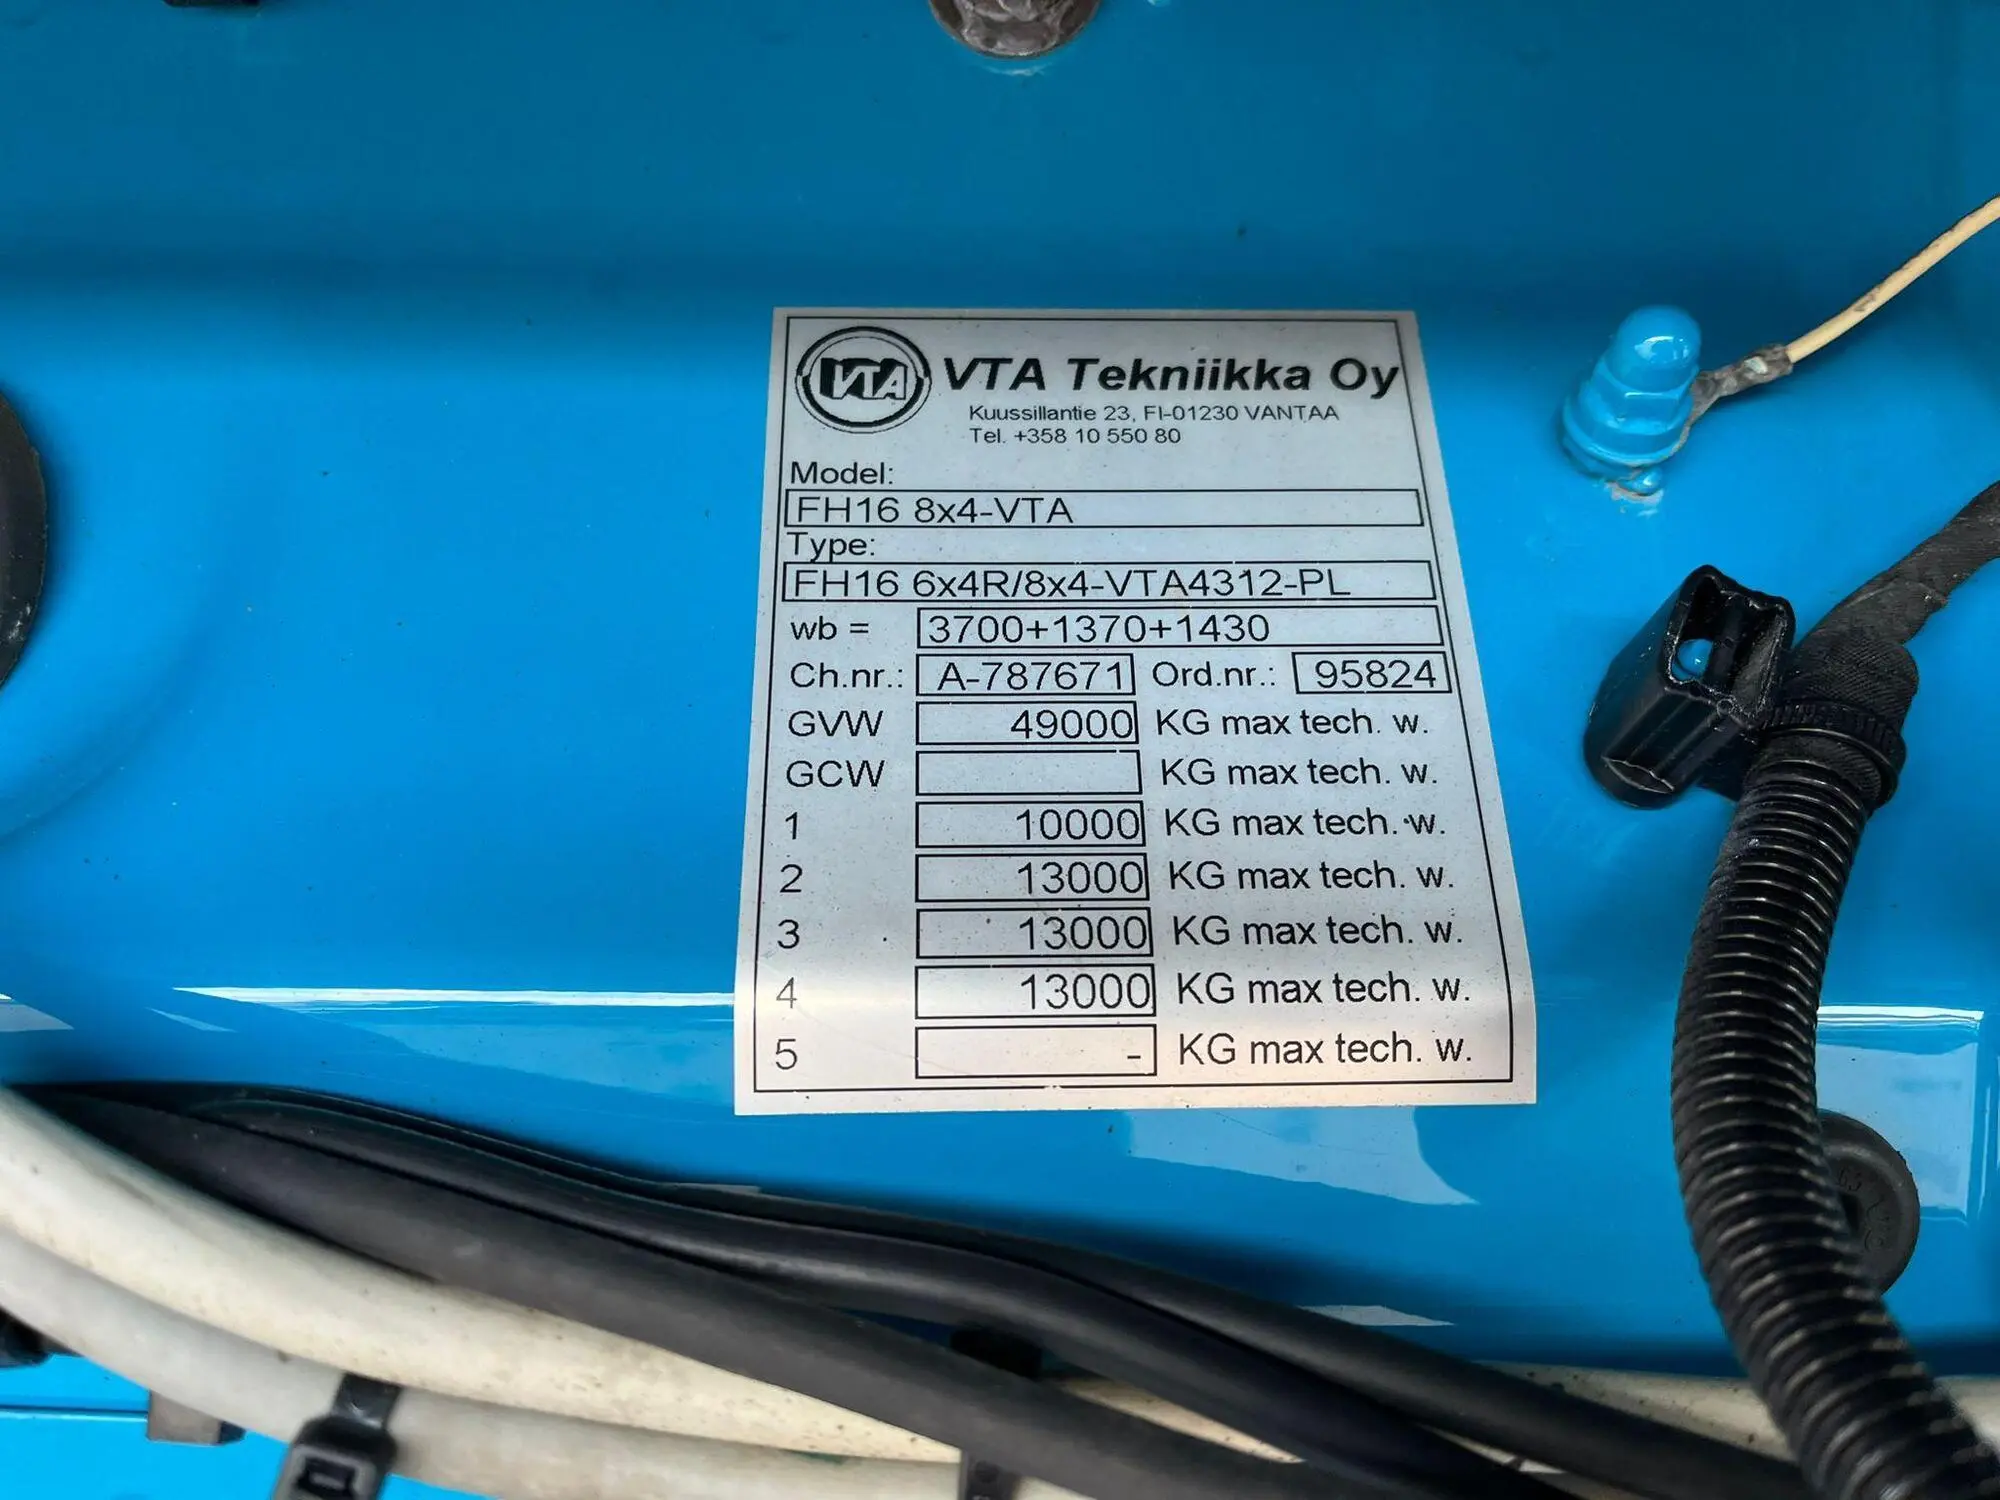 VTA
VTA Tekniikka Oy
Kuussillantie 23, FI-01230 VANTAA
Tel. +358 10 550 80
Model:
FH16 8x4-VTA
Type:
FH16 6x4R/8x4-VTA4312-PL
wb = 3700+1370+1430
Ch.nr.: A-787671 Ord.nr.: 95824
GVW 49000 KG max tech. w.
GCW KG max tech. w.
1 10000 KG max tech. w.
2 13000 KG max tech. w.
3 13000 KG max tech. w.
4 13000 KG max tech. w.
5 - KG max tech. w.